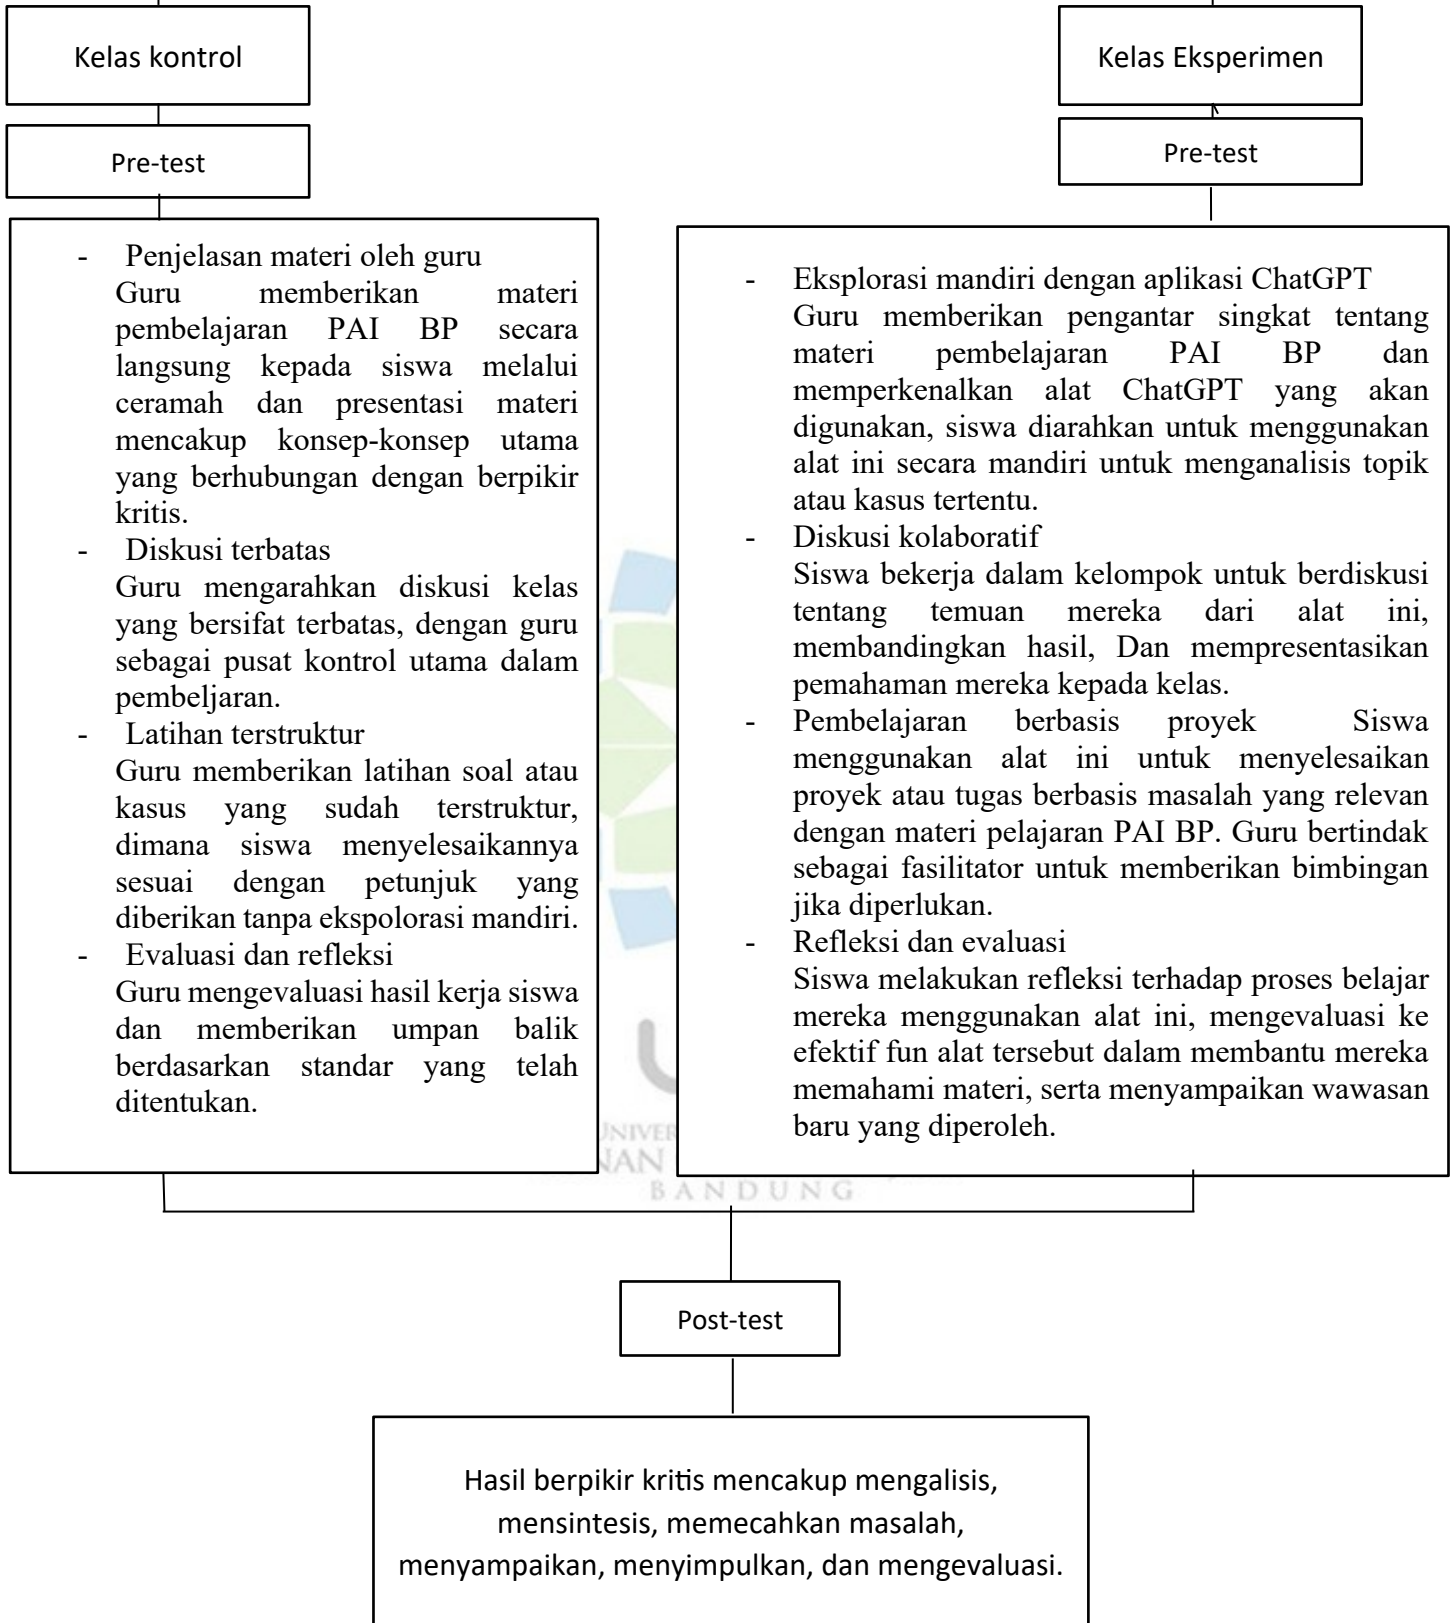 Kelas kontrol
Kelas Eksperimen
Pre-test
Pre-test
- Penjelasan materi oleh guru
Guru memberikan materi
pembelajaran PAI BP secara
langsung kepada siswa melalui
ceramah dan presentasi materi
mencakup konsep-konsep utama
yang berhubungan dengan berpikir
kritis.
- Diskusi terbatas
Guru mengarahkan diskusi kelas
yang bersifat terbatas, dengan guru
sebagai pusat kontrol utama dalam
pembeljaran.
- Latihan terstruktur
Guru memberikan latihan soal atau
kasus yang sudah terstruktur,
dimana siswa menyelesaikannya
sesuai dengan petunjuk yang
diberikan tanpa ekspolorasi mandiri.
- Evaluasi dan refleksi
Guru mengevaluasi hasil kerja siswa
dan memberikan umpan balik
berdasarkan standar yang telah
ditentukan.
- Eksplorasi mandiri dengan aplikasi ChatGPT
Guru memberikan pengantar singkat tentang
materi pembelajaran PAI BP dan
memperkenalkan alat ChatGPT yang akan
digunakan, siswa diarahkan untuk menggunakan
alat ini secara mandiri untuk menganalisis topik
atau kasus tertentu.
- Diskusi kolaboratif
Siswa bekerja dalam kelompok untuk berdiskusi
tentang temuan mereka dari alat ini,
membandingkan hasil, Dan mempresentasikan
pemahaman mereka kepada kelas.
- Pembelajaran berbasis proyek Siswa
menggunakan alat ini untuk menyelesaikan
proyek atau tugas berbasis masalah yang relevan
dengan materi pelajaran PAI BP. Guru bertindak
sebagai fasilitator untuk memberikan bimbingan
jika diperlukan.
- Refleksi dan evaluasi
Siswa melakukan refleksi terhadap proses belajar
mereka menggunakan alat ini, mengevaluasi ke
efektif fun alat tersebut dalam membantu mereka
memahami materi, serta menyampaikan wawasan
baru yang diperoleh.
BANDUNG
Post-test
Hasil berpikir kritis mencakup mengalisis,
mensintesis, memecahkan masalah,
menyampaikan, menyimpulkan, dan mengevaluasi.